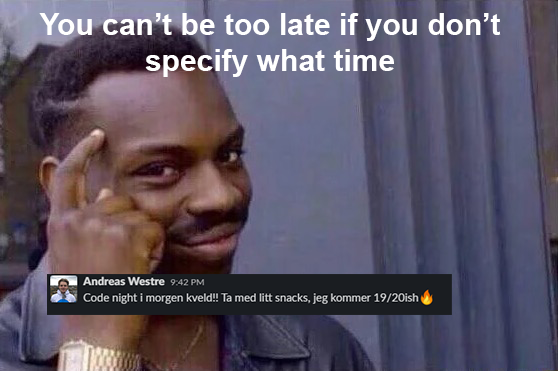 You can't be too late if you don't
specify what time
Andreas Westre 9:42 PM
Code night i morgen kveld!! Ta med litt snacks, jeg kommer 19/20ish🔥